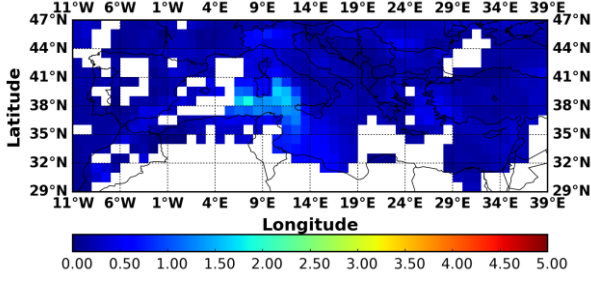 11°W 6°W 1°W 4°E 9°E 14°E 19°E 24°E 29°E 34°E 39°E
47°N 47°N
44°N 44°N
41°N 41°N
38°N 38°N
35°N 35°N
32°N 32°N
29°N 29°N
Latitude
11°W 6°W 1°W 4°E 9°E 14°E 19°E 24°E 29°E 34°E 39°E
Longitude
0.00 0.50 1.00 1.50 2.00 2.50 3.00 3.50 4.00 4.50 5.00